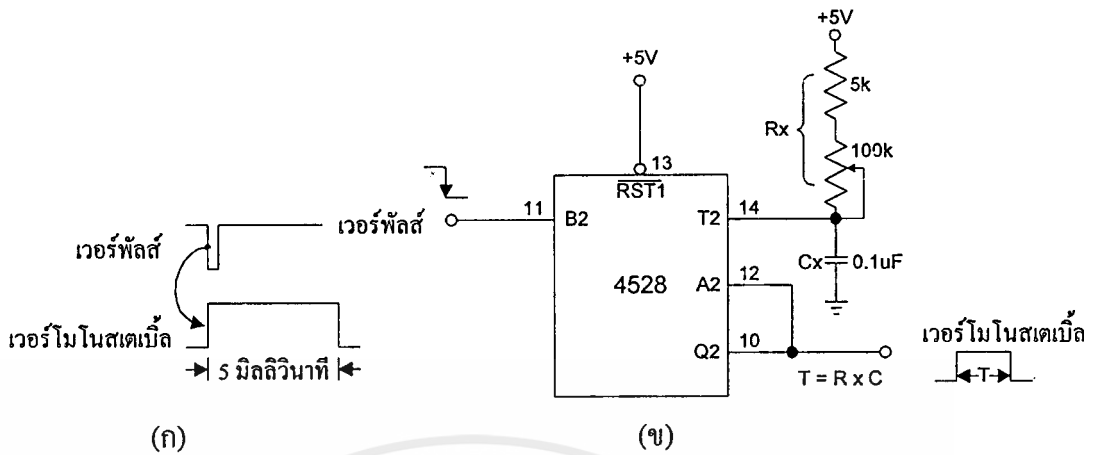 +5V
+5V
5k
Rx
100k
13
RST1
11
B2
T2
14
เวอร์พัลส์
เวอร์พัลส์
Cx
0.1uF
4528
A2
12
เวอร์โมโนสเตเบิ้ล
Q2
10
เวอร์โมโนสเตเบิ้ล
5 มิลลิวินาที
T = R x C
T
(ก)
(ข)